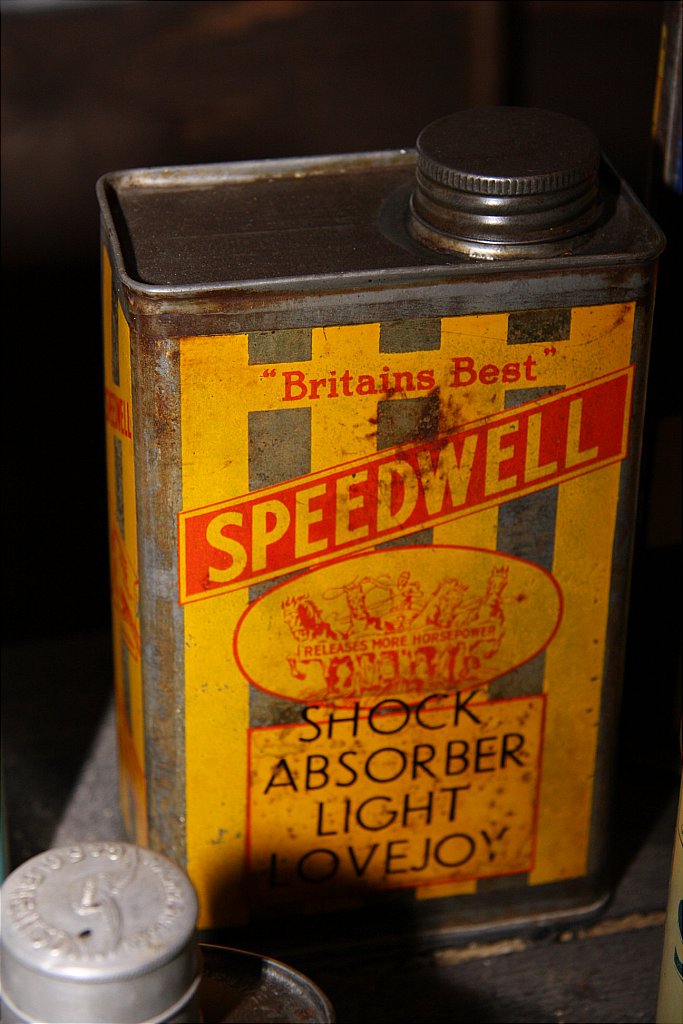 "Britains Best"
SPEEDWELL
RELEASES MORE HORSEPOWER
SHOCK
ABSORBER
LIGHT
LOVEJOY